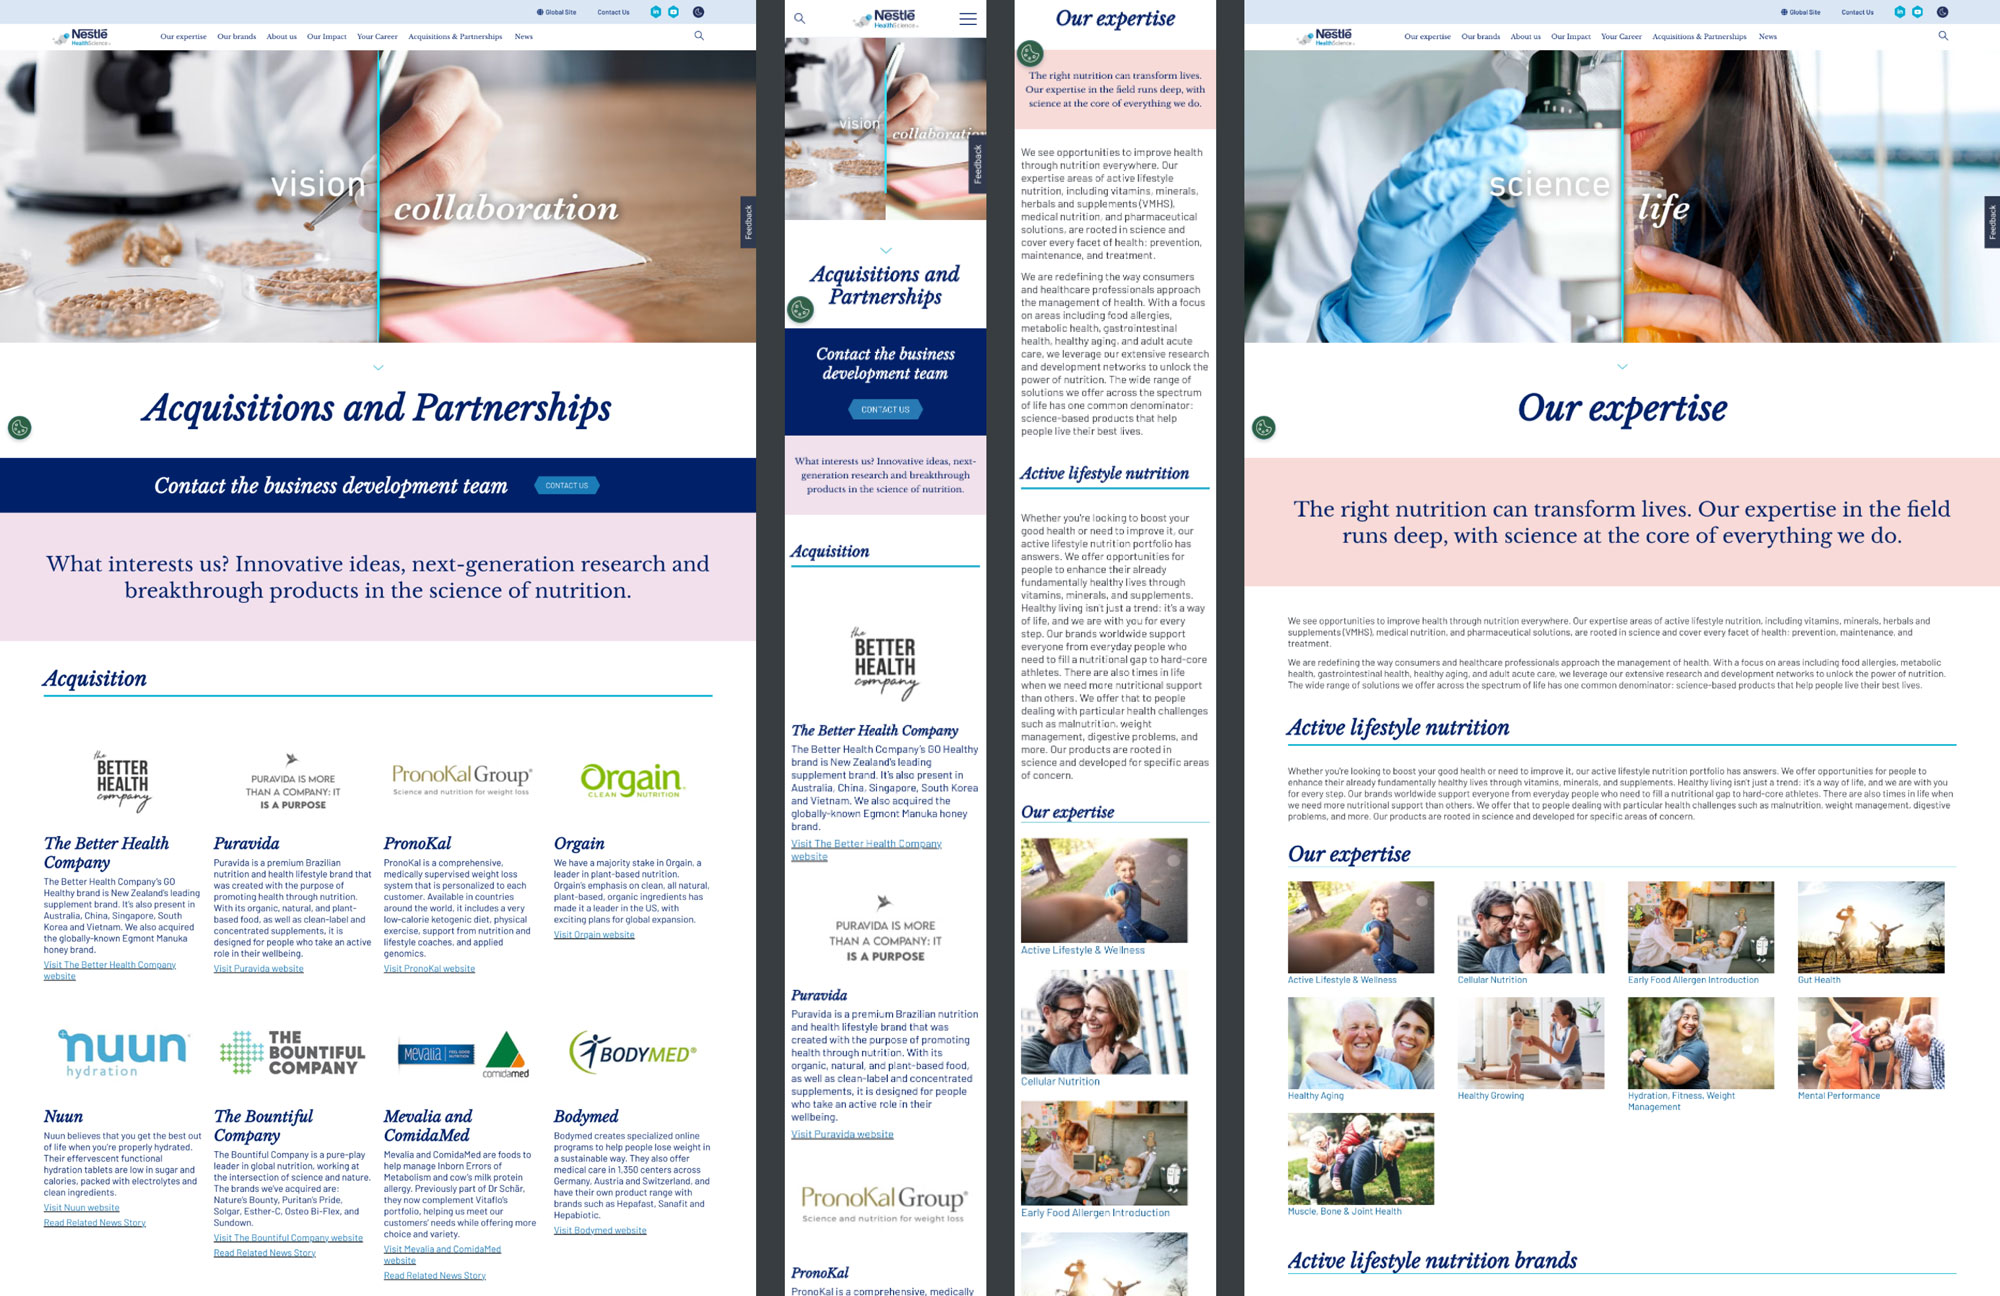 Global Site
Contact Us
Nestlé
HealthScience
Our expertise
Our brands
About us
Our Impact
Your Career
Acquisitions & Partnerships
News
vision
collaboration
Feedback
Acquisitions and Partnerships
Contact the business development team
CONTACT US
What interests us? Innovative ideas, next-generation research and
breakthrough products in the science of nutrition.
Acquisition
the
BETTER
HEALTH
company
PURAVIDA IS MORE
THAN A COMPANY: IT
IS A PURPOSE
PronoKal Group®
Science and nutrition for weight loss
Orgain
CLEAN NUTRITION
The Better Health
Company
The Better Health Company's GO
Healthy brand is New Zealand's leading
supplement brand. It's also present in
Australia, China, Singapore, South
Korea and Vietnam. We also acquired
the globally-known Egmont Manuka
honey brand.
Visit The Better Health Company
website
Puravida
Puravida is a premium Brazilian
nutrition and health lifestyle brand that
was created with the purpose of
promoting health through nutrition.
With its organic, natural, and plant-
based food, as well as clean-label and
concentrated supplements, it is
designed for people who take an active
role in their wellbeing.
Visit Puravida website
PronoKal
PronoKal is a comprehensive,
medically supervised weight loss
system that is personalized to each
customer. Available in countries
around the world, it includes a very
low-calorie ketogenic diet, physical
exercise, support from nutrition and
lifestyle coaches, and applied
genomics.
Visit PronoKal website
Orgain
We have a majority stake in Orgain, a
leader in plant-based nutrition.
Orgain's emphasis on clean, all natural,
plant-based, organic ingredients has
made it a leader in the US, with
exciting plans for global expansion.
Visit Orgain website
nuun
hydration
THE
BOUNTIFUL
COMPANY
Mevalia
FEEL GOOD
NUTRITION
comidamed
BODYMED®
Nuun
Nuun believes that you get the best out
of life when you're properly hydrated.
Their effervescent functional
hydration tablets are low in sugar and
calories, packed with electrolytes and
clean ingredients.
Visit Nuun website
Read Related News Story
The Bountiful
Company
The Bountiful Company is a pure-play
leader in global nutrition, working at
the intersection of science and nature.
The brands we've acquired are:
Nature's Bounty, Puritan's Pride,
Solgar, Esther-C, Osteo Bi-Flex, and
Sundown.
Visit The Bountiful Company website
Read Related News Story
Mevalia and
ComidaMed
Mevalia and ComidaMed are foods to
help manage Inborn Errors of
Metabolism and cow's milk protein
allergy. Previously part of Dr Schär,
they now complement Vitaflo's
portfolio, helping us meet our
customers' needs while offering more
choice and variety.
Visit Mevalia and ComidaMed
website
Read Related News Story
Bodymed
Bodymed creates specialized online
programs to help people lose weight in
a sustainable way. They also offer
medical care in 1,350 centers across
Germany, Austria and Switzerland, and
have their own product range with
brands such as Hepafast, Sanafit and
Hepabiotic.
Visit Bodymed website
Nestlé
HealthScience
vision
collaboration
Feedback
Acquisitions and
Partnerships
Contact the business
development team
CONTACT US
What interests us? Innovative ideas, next-
generation research and breakthrough
products in the science of nutrition.
Acquisition
the
BETTER
HEALTH
company
The Better Health Company
The Better Health Company's GO Healthy
brand is New Zealand's leading
supplement brand. It's also present in
Australia, China, Singapore, South Korea
and Vietnam. We also acquired the
globally-known Egmont Manuka honey
brand.
Visit The Better Health Company
website
PURAVIDA IS MORE
THAN A COMPANY: IT
IS A PURPOSE
Puravida
Puravida is a premium Brazilian nutrition
and health lifestyle brand that was
created with the purpose of promoting
health through nutrition. With its
organic, natural, and plant-based food,
as well as clean-label and concentrated
supplements, it is designed for people
who take an active role in their
wellbeing.
Visit Puravida website
PronoKal Group®
Science and nutrition for weight loss
PronoKal
PronoKal is a comprehensive, medically
Our expertise
The right nutrition can transform lives.
Our expertise in the field runs deep, with
science at the core of everything we do.
We see opportunities to improve health
through nutrition everywhere. Our
expertise areas of active lifestyle
nutrition, including vitamins, minerals,
herbals and supplements (VMHS),
medical nutrition, and pharmaceutical
solutions, are rooted in science and
cover every facet of health: prevention,
maintenance, and treatment.
We are redefining the way consumers
and healthcare professionals approach
the management of health. With a focus
on areas including food allergies,
metabolic health, gastrointestinal
health, healthy aging, and adult acute
care, we leverage our extensive research
and development networks to unlock the
power of nutrition. The wide range of
solutions we offer across the spectrum
of life has one common denominator:
science-based products that help
people live their best lives.
Active lifestyle nutrition
Whether you're looking to boost your
good health or need to improve it, our
active lifestyle nutrition portfolio has
answers. We offer opportunities for
people to enhance their already
fundamentally healthy lives through
vitamins, minerals, and supplements.
Healthy living isn't just a trend: it's a way
of life, and we are with you for every
step. Our brands worldwide support
everyone from everyday people who
need to fill a nutritional gap to hard-core
athletes. There are also times in life
when we need more nutritional support
than others. We offer that to people
dealing with particular health challenges
such as malnutrition, weight
management, digestive problems, and
more. Our products are rooted in
science and developed for specific areas
of concern.
Our expertise
Active Lifestyle & Wellness
Cellular Nutrition
Early Food Allergen Introduction
Global Site
Contact Us
Nestlé
HealthScience
Our expertise
Our brands
About us
Our Impact
Your Career
Acquisitions & Partnerships
News
science
life
Feedback
Our expertise
The right nutrition can transform lives. Our expertise in the field
runs deep, with science at the core of everything we do.
We see opportunities to improve health through nutrition everywhere. Our expertise areas of active lifestyle nutrition, including vitamins, minerals, herbals and
supplements (VMHS), medical nutrition, and pharmaceutical solutions, are rooted in science and cover every facet of health: prevention, maintenance, and
treatment.
We are redefining the way consumers and healthcare professionals approach the management of health. With a focus on areas including food allergies, metabolic
health, gastrointestinal health, healthy aging, and adult acute care, we leverage our extensive research and development networks to unlock the power of nutrition.
The wide range of solutions we offer across the spectrum of life has one common denominator: science-based products that help people live their best lives.
Active lifestyle nutrition
Whether you're looking to boost your good health or need to improve it, our active lifestyle nutrition portfolio has answers. We offer opportunities for people to
enhance their already fundamentally healthy lives through vitamins, minerals, and supplements. Healthy living isn't just a trend: it's a way of life, and we are with you
for every step. Our brands worldwide support everyone from everyday people who need to fill a nutritional gap to hard-core athletes. There are also times in life when
we need more nutritional support than others. We offer that to people dealing with particular health challenges such as malnutrition, weight management, digestive
problems, and more. Our products are rooted in science and developed for specific areas of concern.
Our expertise
Active Lifestyle & Wellness
Cellular Nutrition
Early Food Allergen Introduction
Gut Health
Healthy Aging
Healthy Growing
Hydration, Fitness, Weight
Management
Mental Performance
Muscle, Bone & Joint Health
Active lifestyle nutrition brands